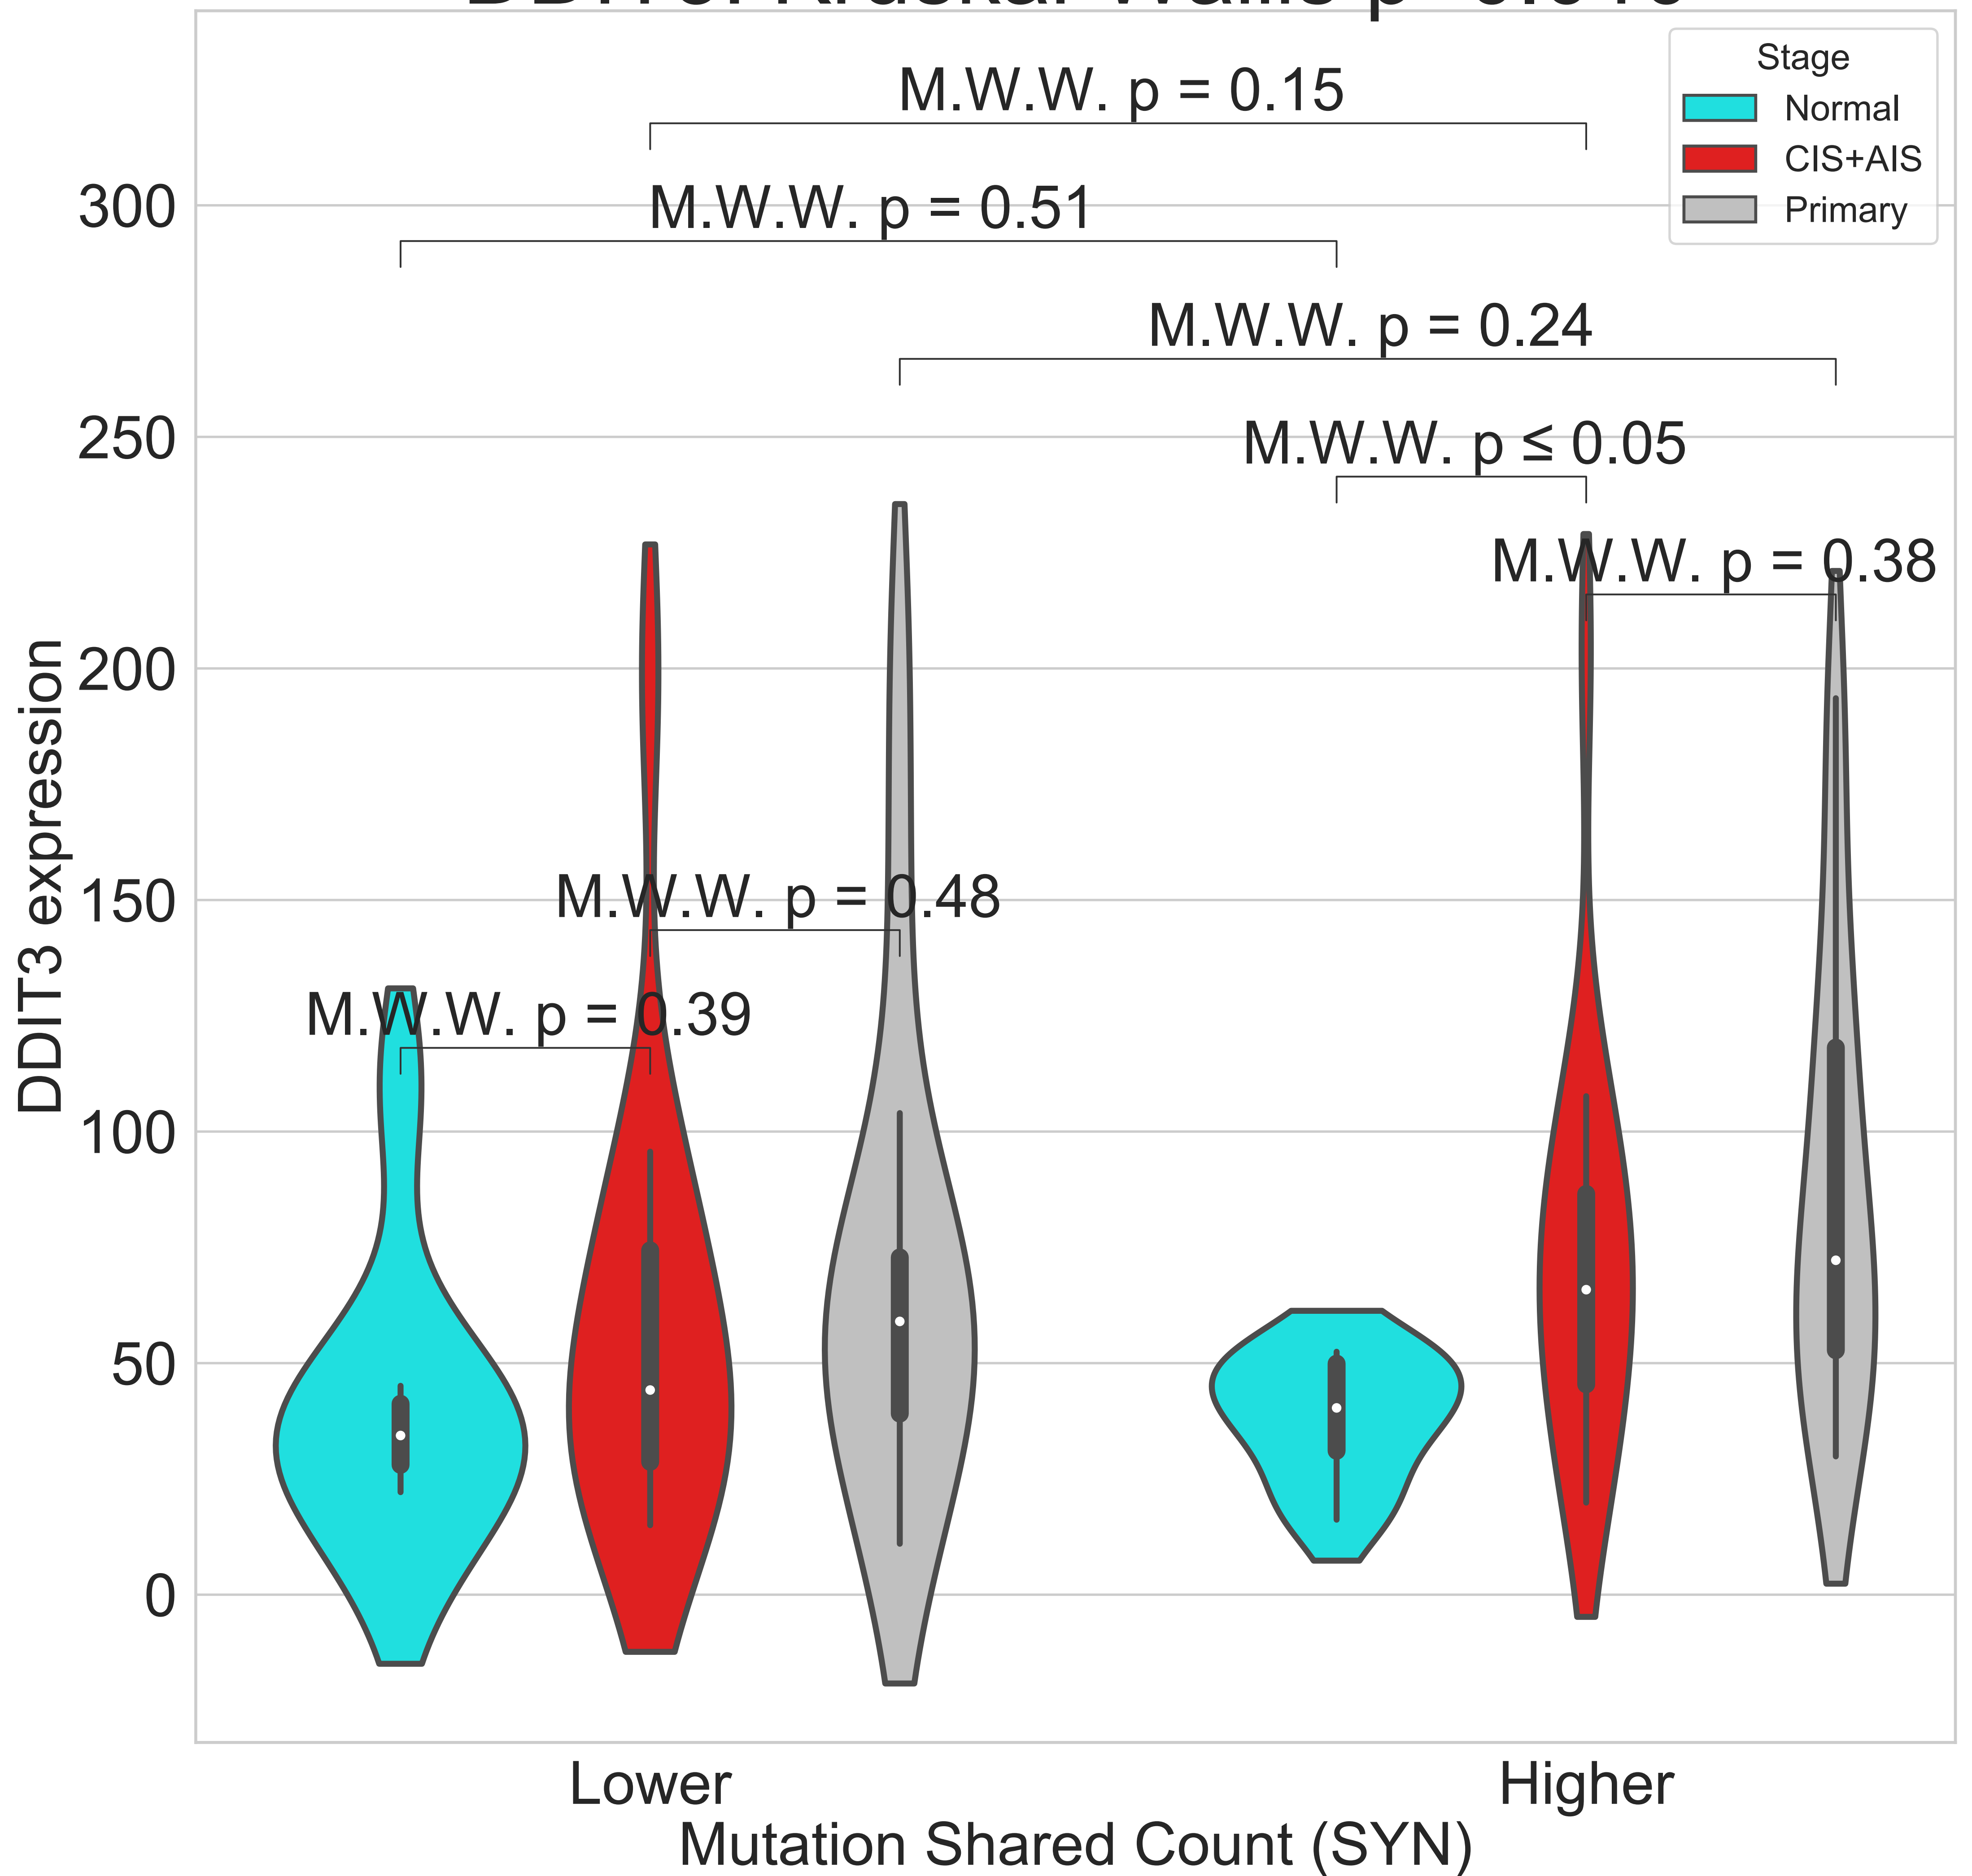 Stage
Normal
CIS+AIS
Primary
M.W.W. p = 0.15
M.W.W. p = 0.51
M.W.W. p = 0.24
M.W.W. p ≤ 0.05
M.W.W. p = 0.38
M.W.W. p = 0.48
M.W.W. p = 0.39
300
250
200
150
100
50
0
DDIT3 expression
Lower
Higher
Mutation Shared Count (SYN)